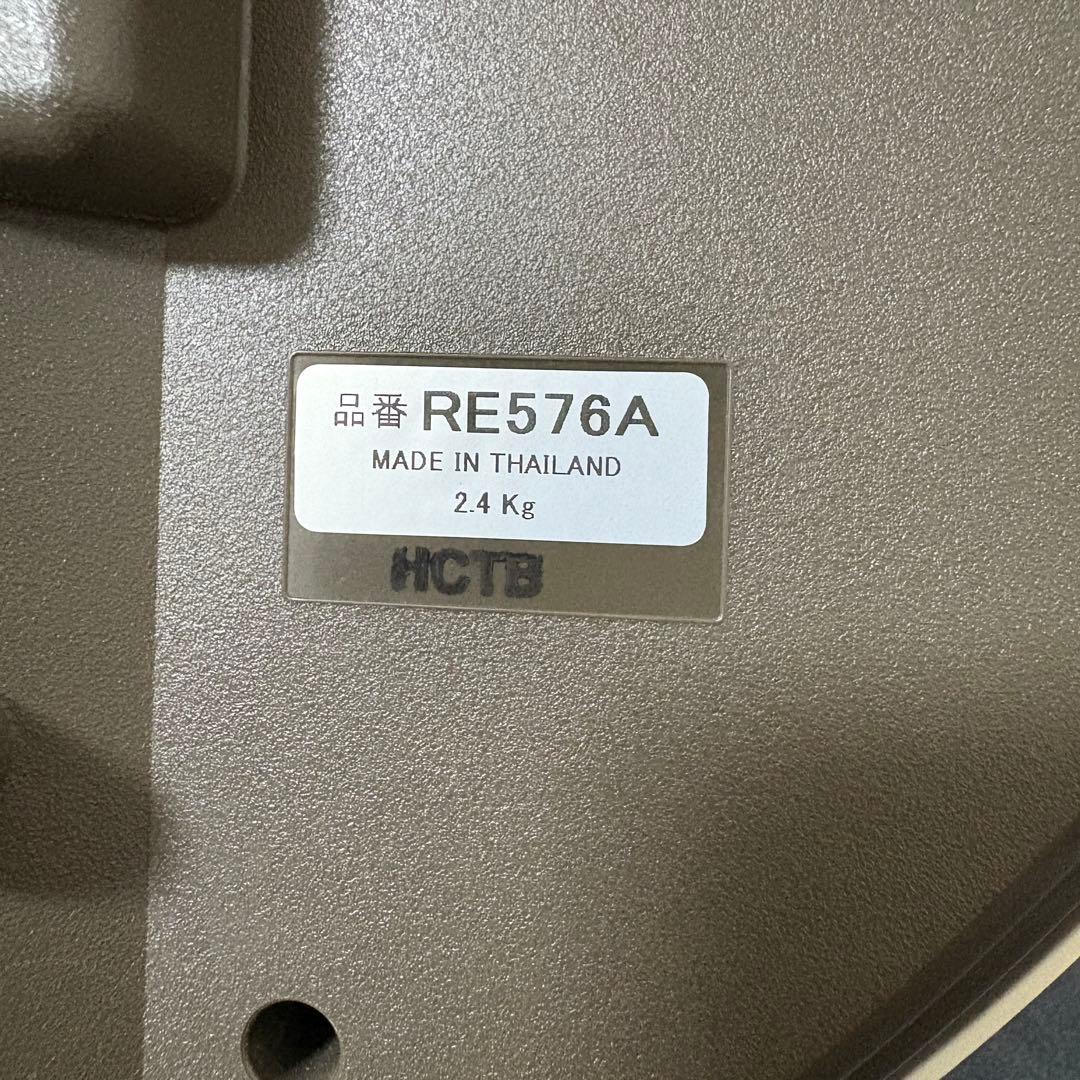 品番 RE576A
MADE IN THAILAND
2.4 Kg
HCTB